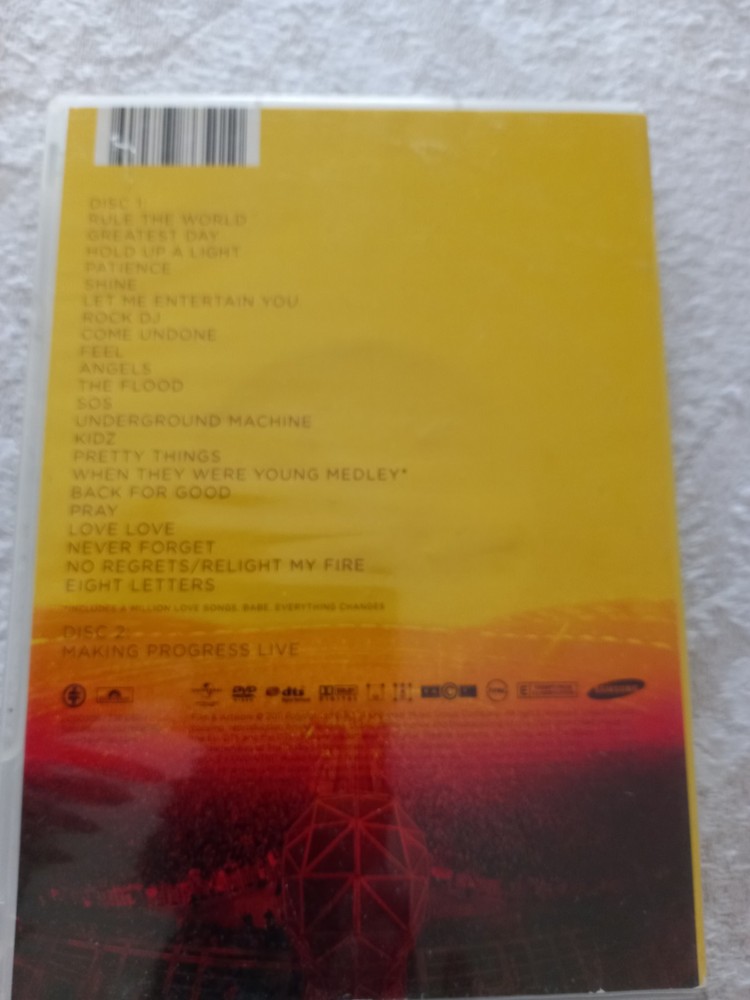 DISC 1:
RULE THE WORLD
GREATEST DAY
HOLD UP A LIGHT
PATIENCE
SHINE
LET ME ENTERTAIN YOU
ROCK DJ
COME UNDONE
FEEL
ANGELS
THE FLOOD
SOS
UNDERGROUND MACHINE
KIDZ
PRETTY THINGS
WHEN THEY WERE YOUNG MEDLEY*
BACK FOR GOOD
PRAY
LOVE LOVE
NEVER FORGET
NO REGRETS/RELIGHT MY FIRE
EIGHT LETTERS
*INCLUDES A MILLION LOVE SONGS, BABE, EVERYTHING CHANGES
DISC 2:
MAKING PROGRESS LIVE
DVD dts SAMSUNG